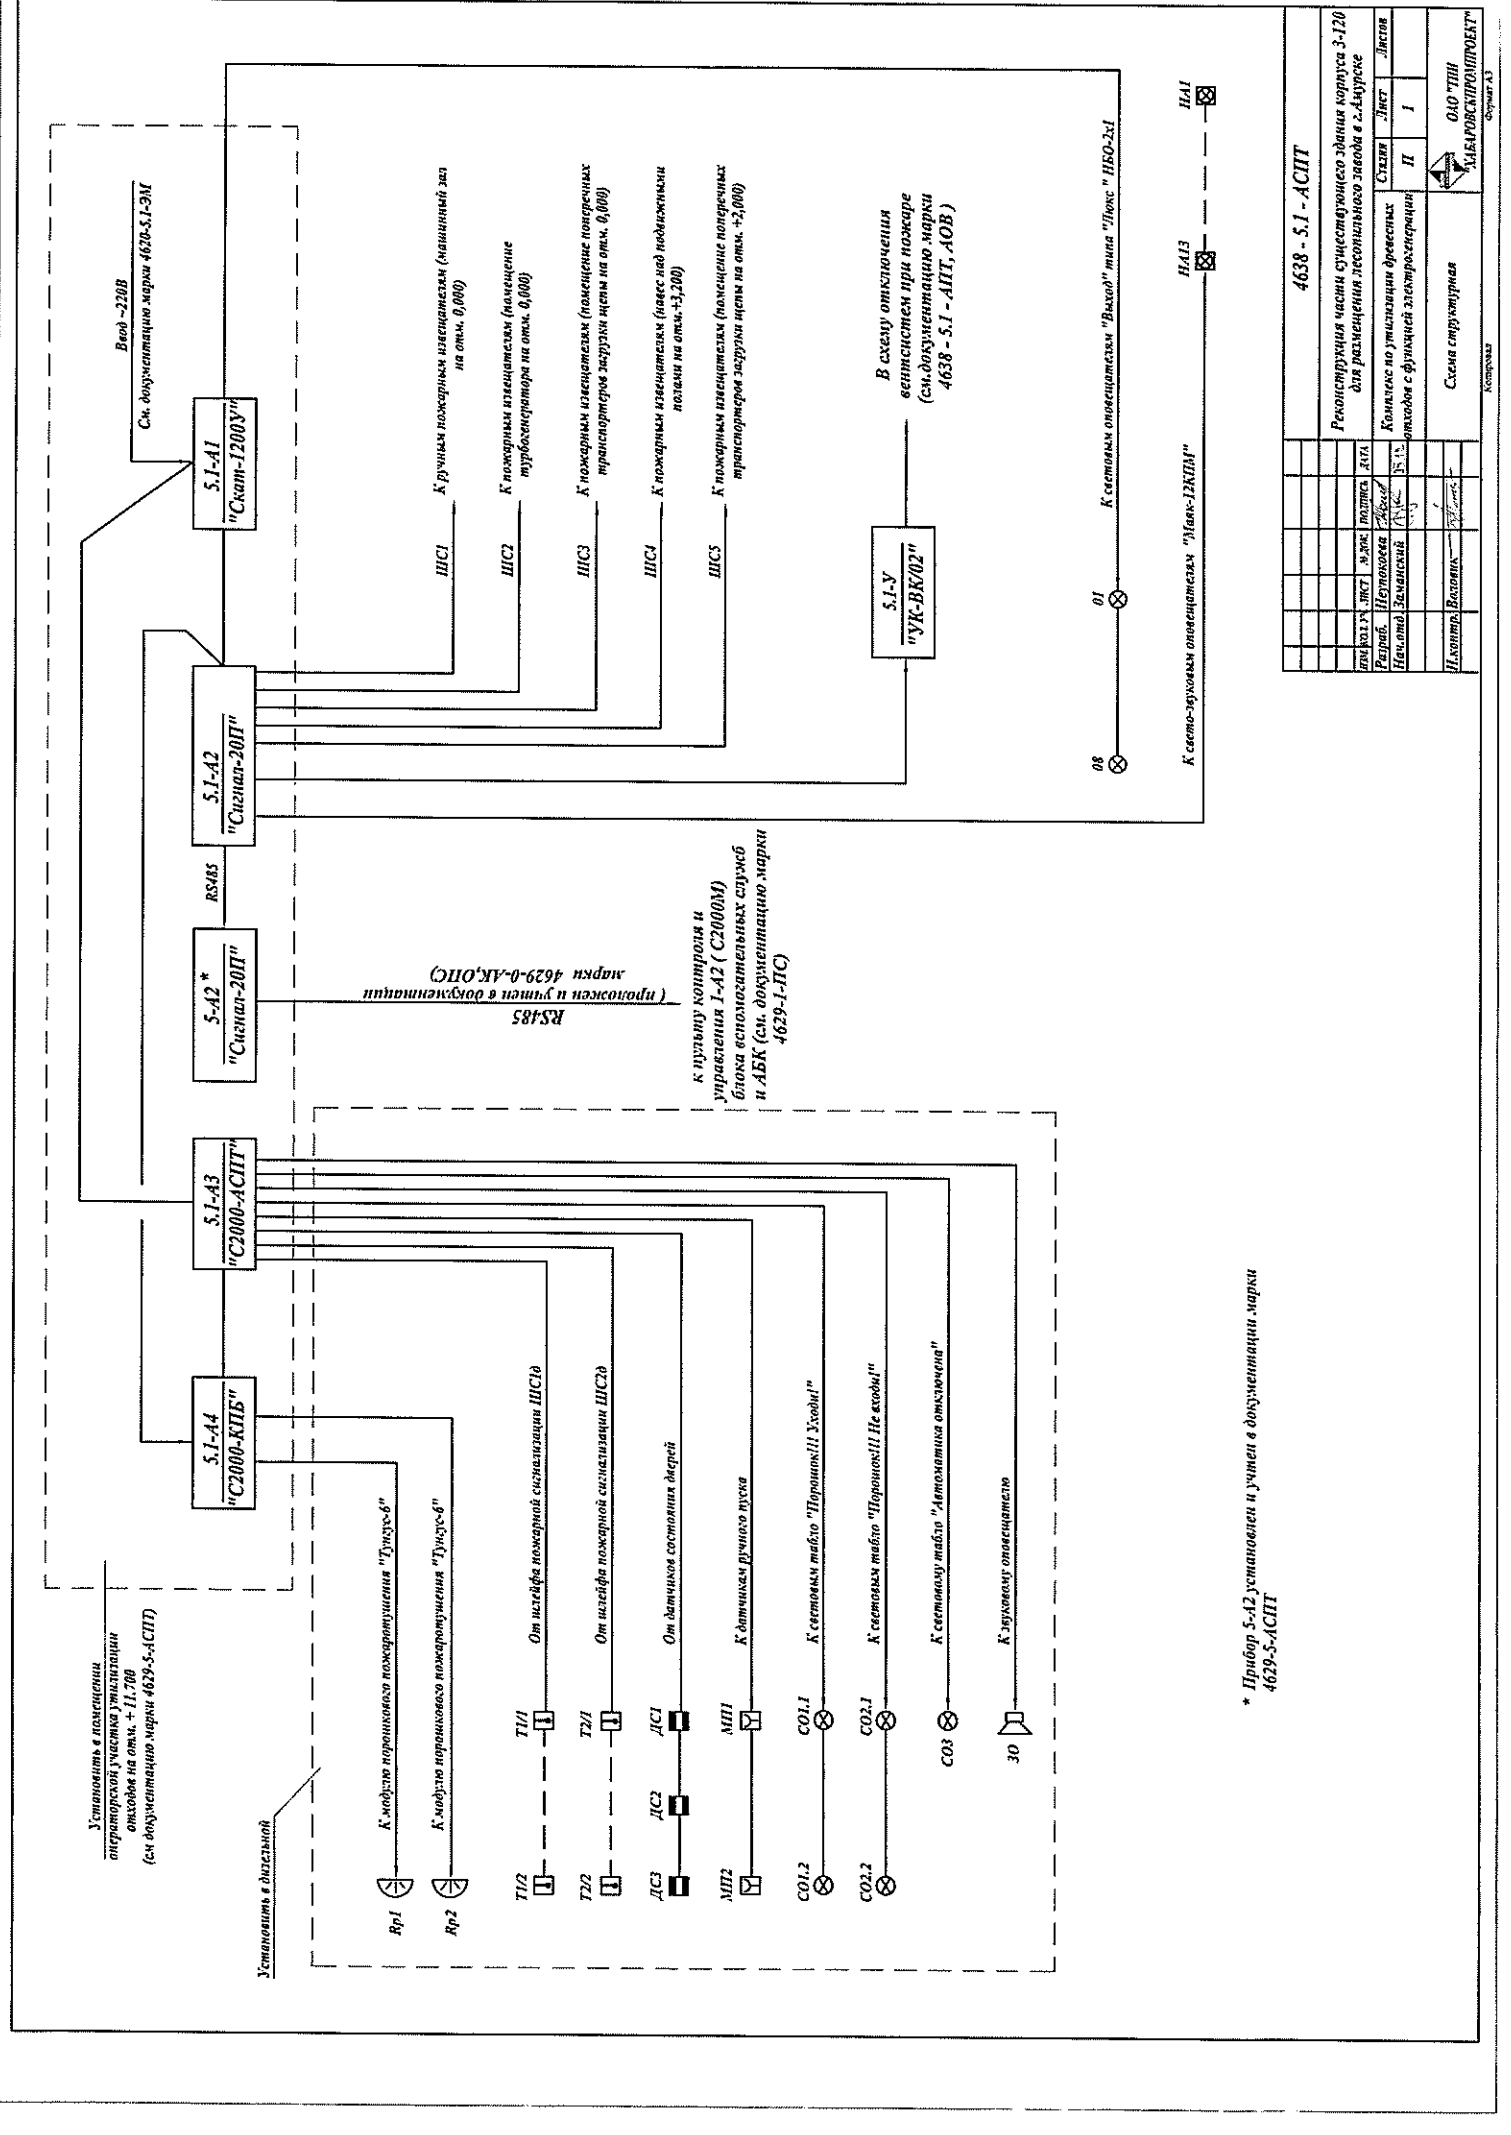 Установить в помещении
операторской участка утилизации
отходов на отм. + 11.700
(см документацию марки 4629-5-АСПТ)
Установить в дизельной
5.1-А4
"С2000-КПБ"
5.1-А3
"С2000-АСПТ"
5-А2*
"Сигнал-20П"
RS485
5.1-А2
"Сигнал-20П"
5.1-А1
"Скат-1200У"
Ввод ~220В
См. документацию марки 4620-5.1-ЭМ
RS485
( проложен и учтен в документации
марки 4629-0-АК,ОПС)
к пульту контроля и
управления 1-А2 ( С2000М)
блока вспомогательных служб
и АБК (см. документацию марки
4629-1-ПС)
ШС1
К ручным пожарным извещателям (машинный зал
на отм. 0,000)
ШС2
К пожарным извещателям (помещение
турбогенератора на отм. 0,000)
ШС3
К пожарным извещателям (помещение поперечных
транспортеров загрузки щепы на отм. 0,000)
ШС4
К пожарным извещателям (навес над подвижными
полами на отм.+3,200)
ШС5
К пожарным извещателям (помещение поперечных
транспортеров загрузки щепы на отм. +2,000)
5.1-У
"УК-ВК/02"
В схему отключения
вентсистем при пожаре
(см.документацию марки
4638 - 5.1 - АПТ, АОВ )
08
01
К световым оповещателям "Выход" типа "Люкс " НБО-2х1
К свето-звуковым оповещателям "Маяк-12КПМ"
НА13
НА1
Rр1
К модулю порошкового пожаротушения "Тунгус-6"
Rр2
К модулю порошкового пожаротушения "Тунгус-6"
Т1/2
Т1/1
От шлейфа пожарной сигнализации ШС1д
Т2/2
Т2/1
От шлейфа пожарной сигнализации ШС2д
ДС3
ДС2
ДС1
От датчиков состояния дверей
МП2
МП1
К датчикам ручного пуска
СО1.2
СО1.1
К световым табло "Порошок!!! Уходи!"
СО2.2
СО2.1
К световым табло "Порошок!!! Не входи!"
СО3
К световому табло "Автоматика отключена"
ЗО
К звуковому оповещателю
* Прибор 5-А2 установлен и учтен в документации марки
4629-5-АСПТ
4638 - 5.1 - АСПТ
Реконструкция части существующего здания корпуса 3-120
для размещения лесопильного завода в г.Амурске
изм кол.уч. лист №док. подпись дата
Разраб. Неупокоева
Нач.отд. Заманский
Н.контр. Воловик
Комплекс по утилизации древесных
отходов с функцией электрогенерации
Стадия Лист Листов
П 1
Схема структурная
ОАО "ТПИ
"ХАБАРОВСКПРОМПРОЕКТ"
Копировал
Формат А3